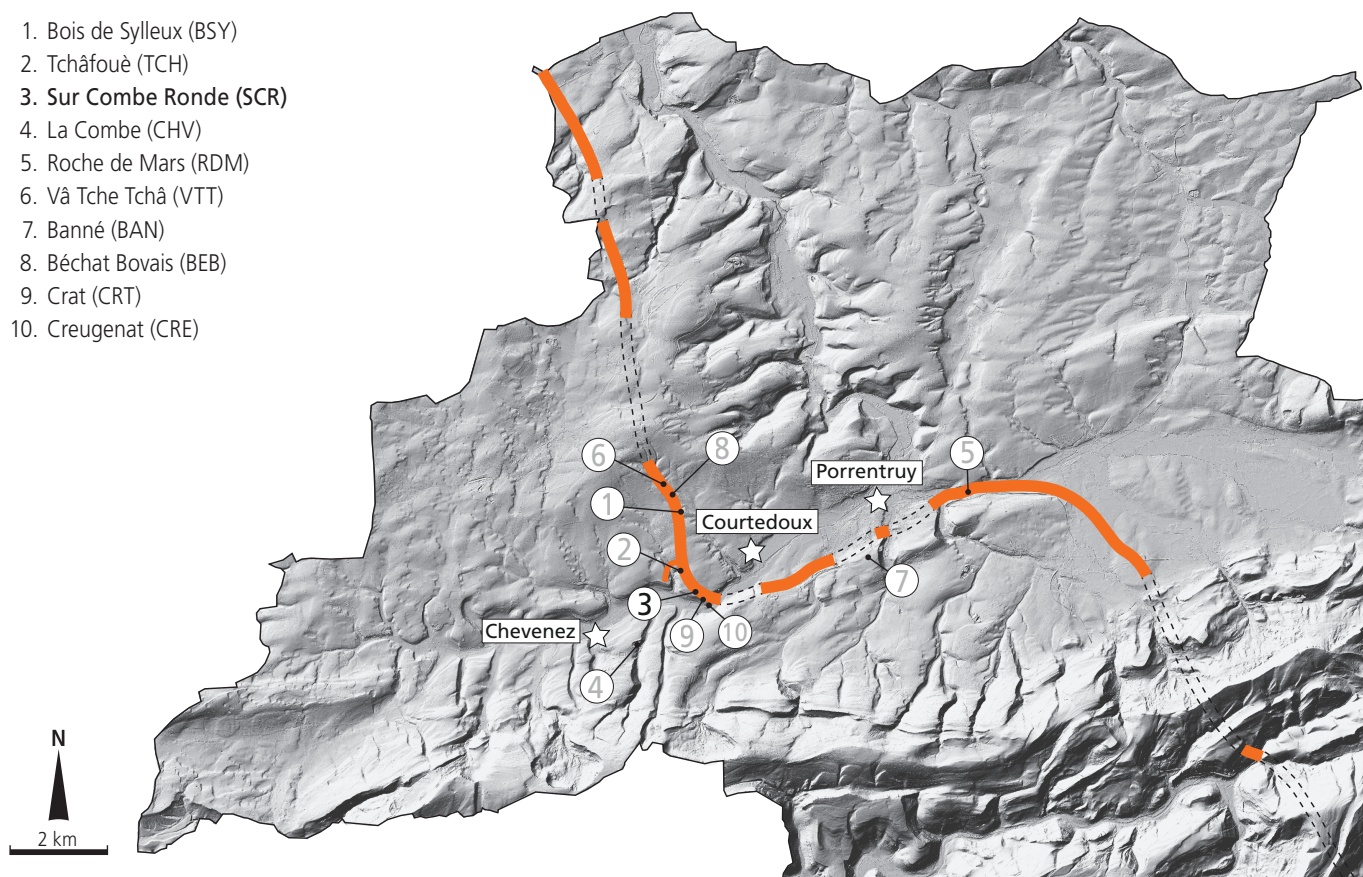 1. Bois de Sylleux (BSY)
2. Tchâfouè (TCH)
3. Sur Combe Ronde (SCR)
4. La Combe (CHV)
5. Roche de Mars (RDM)
6. Vâ Tche Tchâ (VTT)
7. Banné (BAN)
8. Béchat Bovais (BEB)
9. Crat (CRT)
10. Creugenat (CRE)
6
8
5
Porrentruy
1
Courtedoux
2
7
3
Chevenez
9
10
4
N
2 km